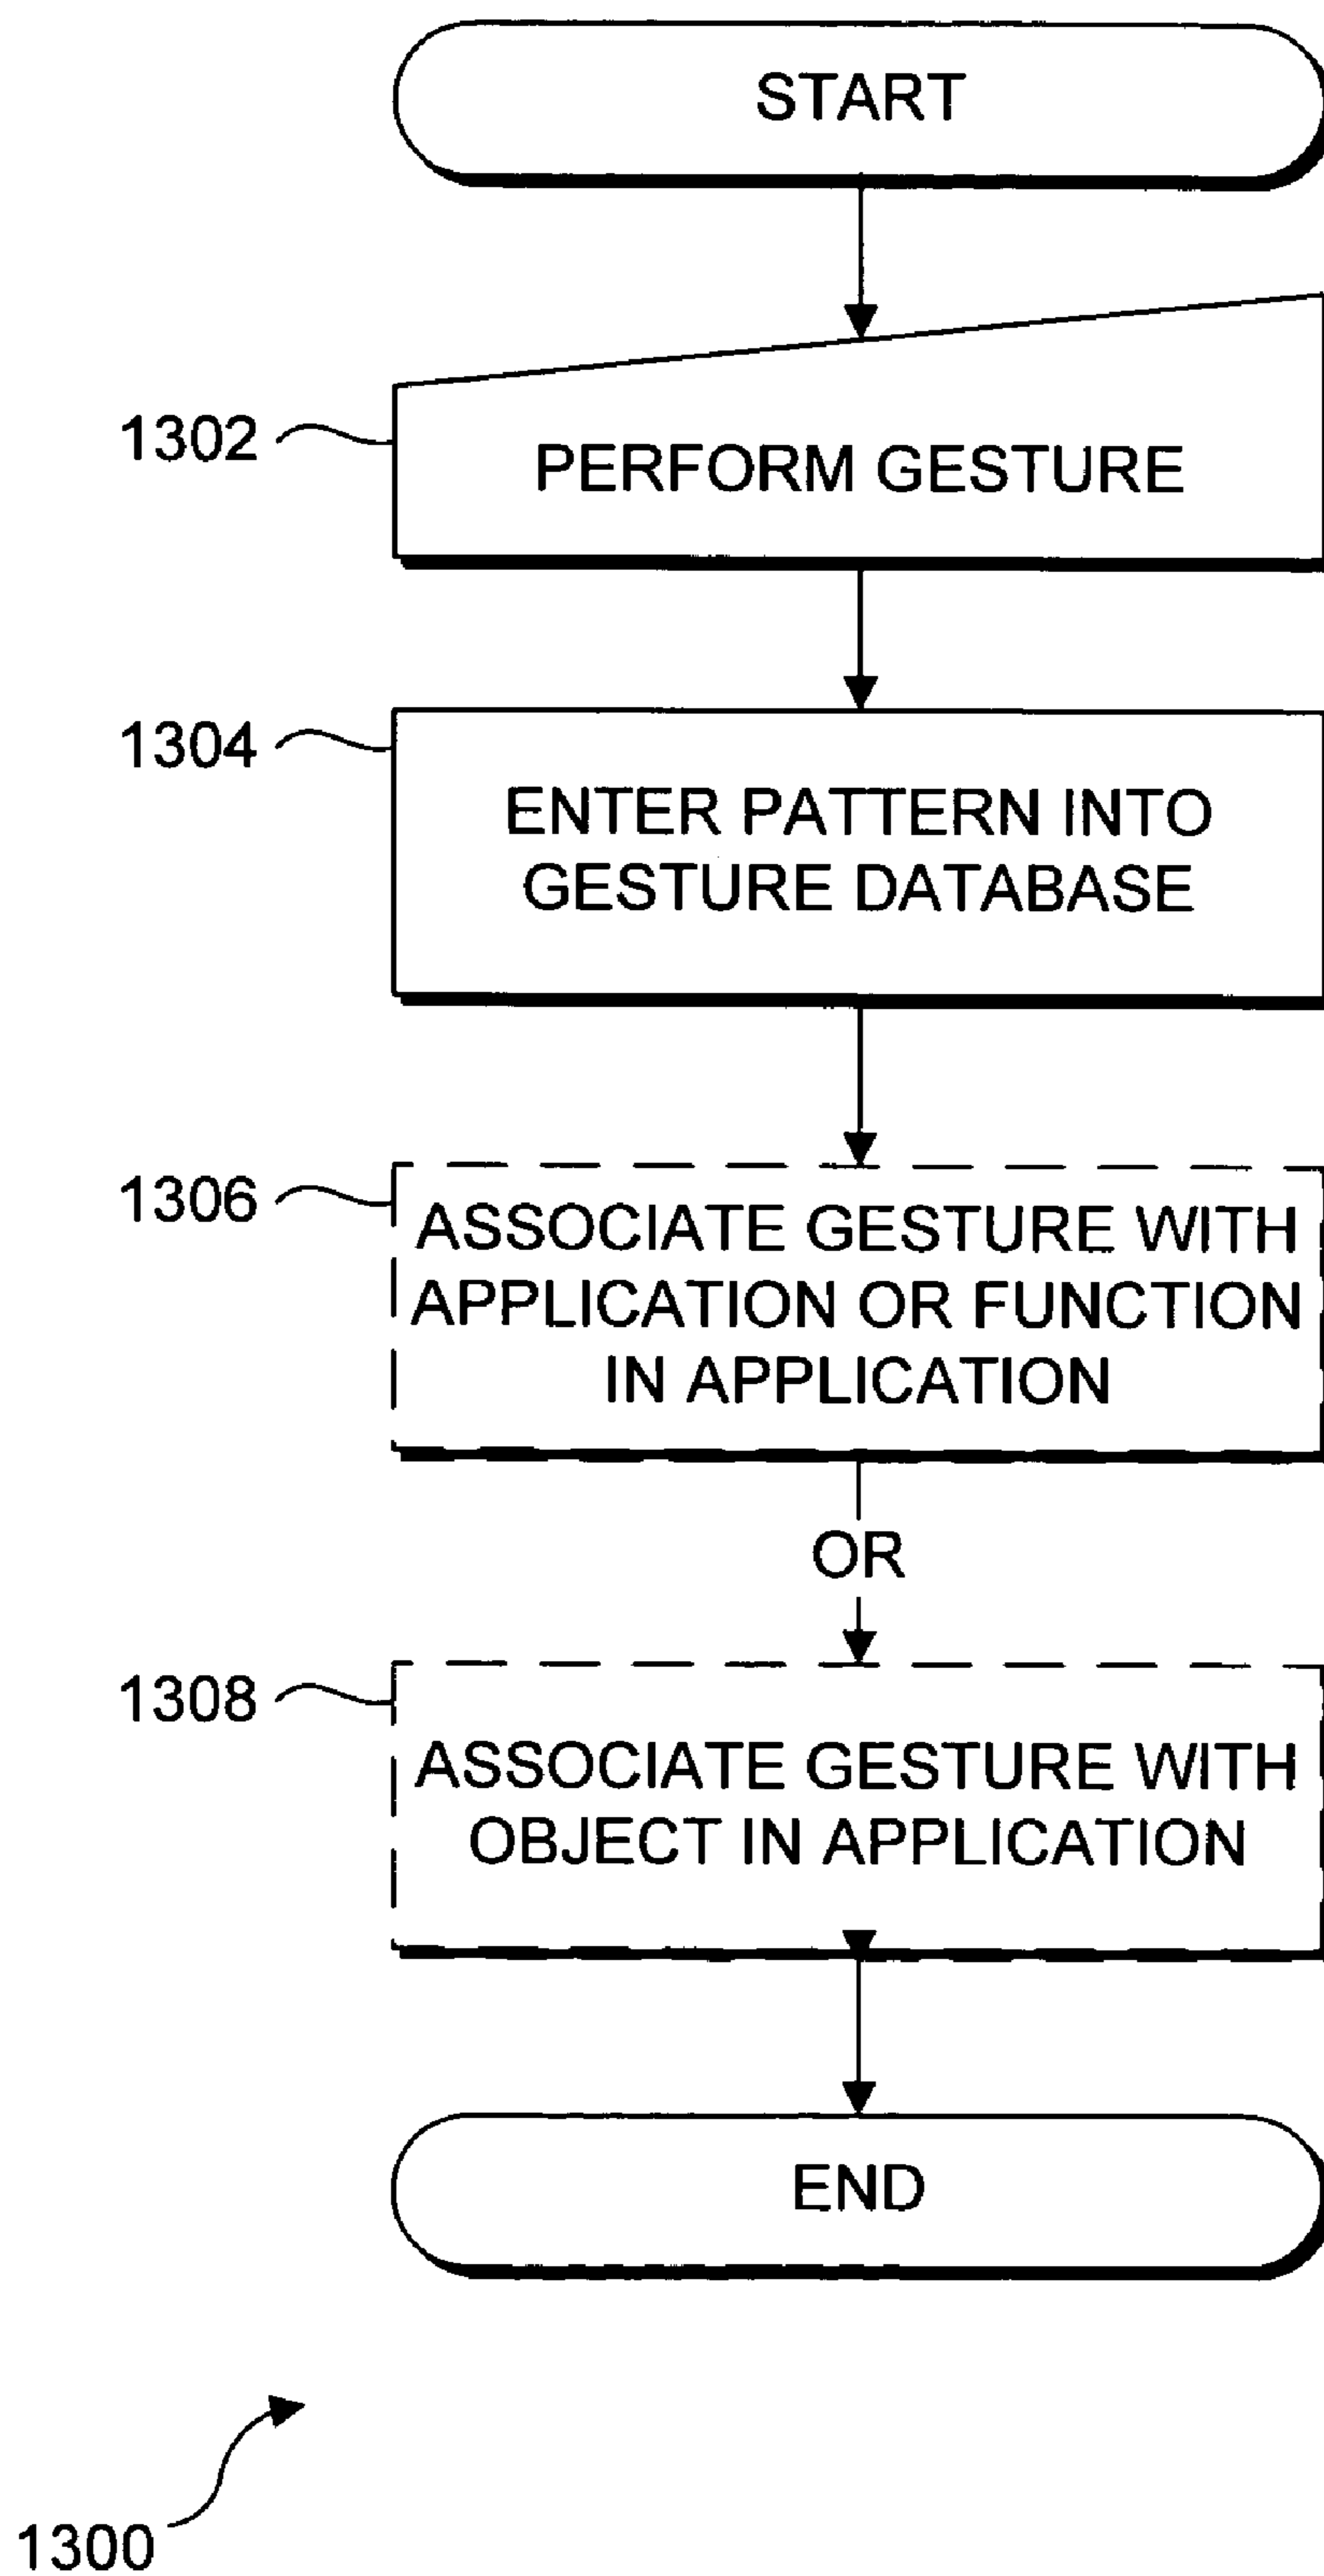 START
1302
PERFORM GESTURE
1304
ENTER PATTERN INTO
GESTURE DATABASE
1306
ASSOCIATE GESTURE WITH
APPLICATION OR FUNCTION
IN APPLICATION
OR
1308
ASSOCIATE GESTURE WITH
OBJECT IN APPLICATION
END
1300